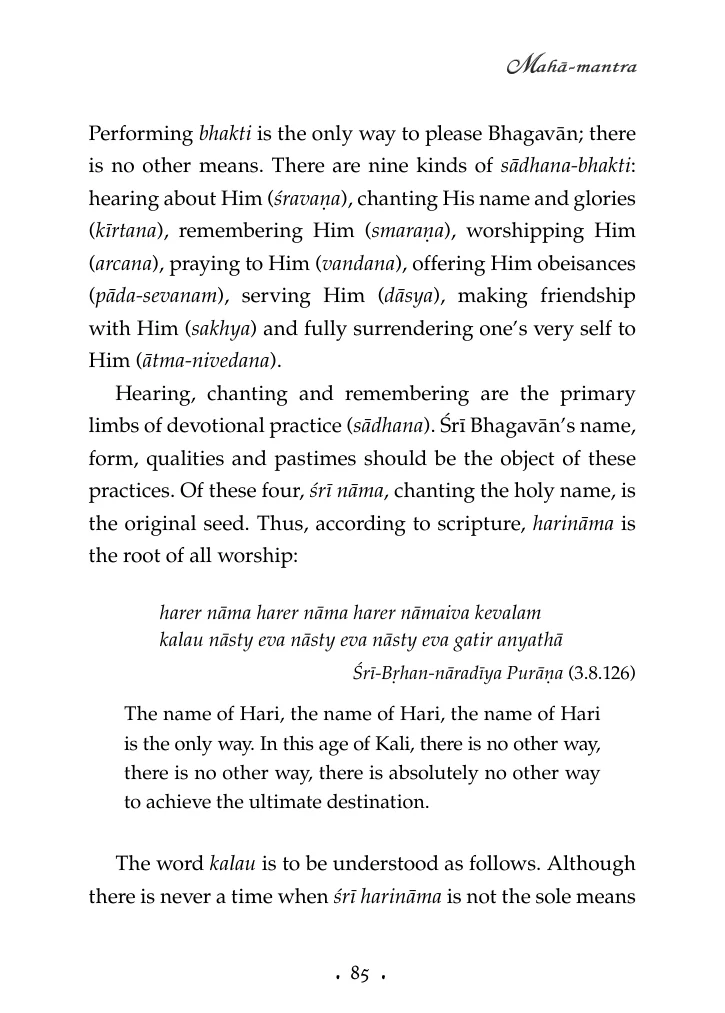 Mahā-mantra
Performing bhakti is the only way to please Bhagavān; there
is no other means. There are nine kinds of sādhana-bhakti:
hearing about Him (śravaṇa), chanting His name and glories
(kīrtana), remembering Him (smaraṇa), worshipping Him
(arcana), praying to Him (vandana), offering Him obeisances
(pāda-sevanam), serving Him (dāsya), making friendship
with Him (sakhya) and fully surrendering one’s very self to
Him (ātma-nivedana).
Hearing, chanting and remembering are the primary
limbs of devotional practice (sādhana). Śrī Bhagavān’s name,
form, qualities and pastimes should be the object of these
practices. Of these four, śrī nāma, chanting the holy name, is
the original seed. Thus, according to scripture, harināma is
the root of all worship:
harer nāma harer nāma harer nāmaiva kevalam
kalau nāsty eva nāsty eva nāsty eva gatir anyathā
Śrī-Bṛhan-nāradīya Purāṇa (3.8.126)
The name of Hari, the name of Hari, the name of Hari
is the only way. In this age of Kali, there is no other way,
there is no other way, there is absolutely no other way
to achieve the ultimate destination.
The word kalau is to be understood as follows. Although
there is never a time when śrī harināma is not the sole means
• 85 •